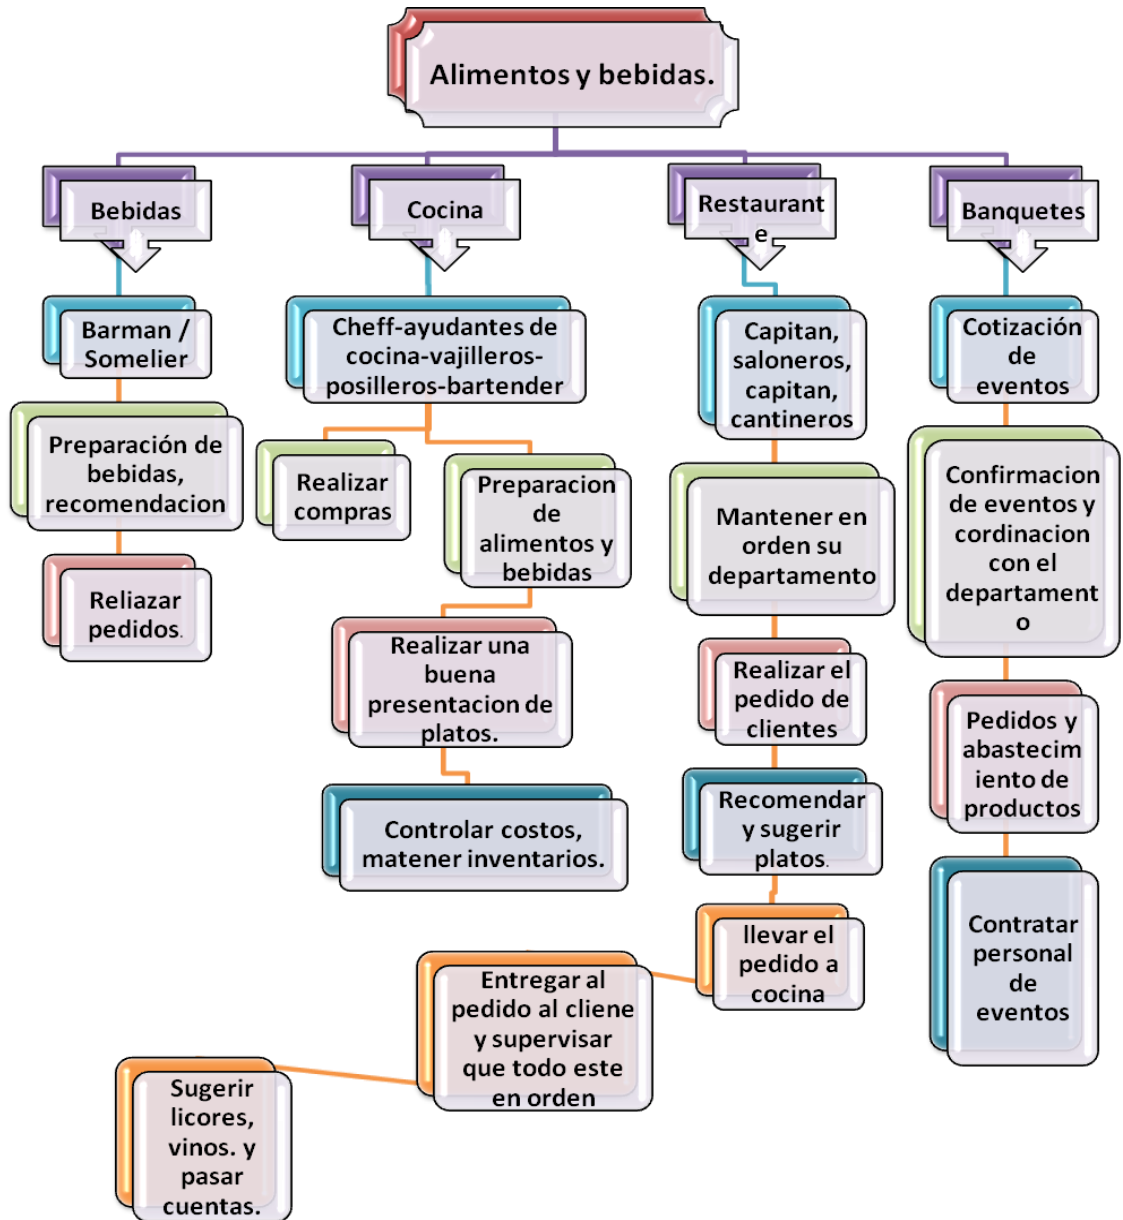 Alimentos y bebidas.
Bebidas
Cocina
Restaurant
e
Banquetes
Barman /
Somelier
Cheff-ayudantes de
cocina-vajilleros-
posilleros-bartender
Capitan,
saloneros,
capitan,
cantineros
Cotización
de
eventos
Preparación de
bebidas,
recomendacion
Realizar
compras
Preparacion
de
alimentos y
bebidas
Mantener en
orden su
departamento
Confirmacion
de eventos y
cordinacion
con el
departament
o
Reliazar
pedidos.
Realizar una
buena
presentacion de
platos.
Realizar el
pedido de
clientes
Pedidos y
abastecim
iento de
productos
Controlar costos,
matener inventarios.
Recomendar
y sugerir
platos.
Contratar
personal
de
eventos
llevar el
pedido a
cocina
Entregar al
pedido al cliene
y supervisar
que todo este
en orden
Sugerir
licores,
vinos. y
pasar
cuentas.